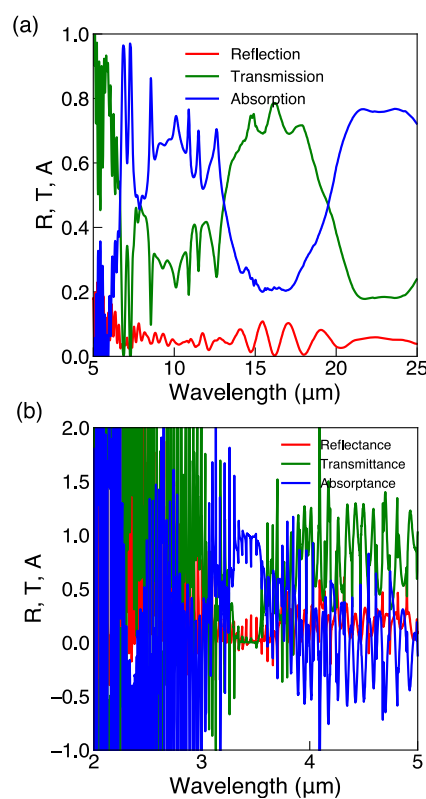 (a)
1.0
0.8
0.6
0.4
0.2
0.0
R, T, A
Reflection
Transmission
Absorption
5 10 15 20 25
Wavelength (μm)
(b)
2.0
1.5
1.0
0.5
0.0
−0.5
−1.0
R, T, A
Reflectance
Transmittance
Absorptance
2 3 4 5
Wavelength (μm)